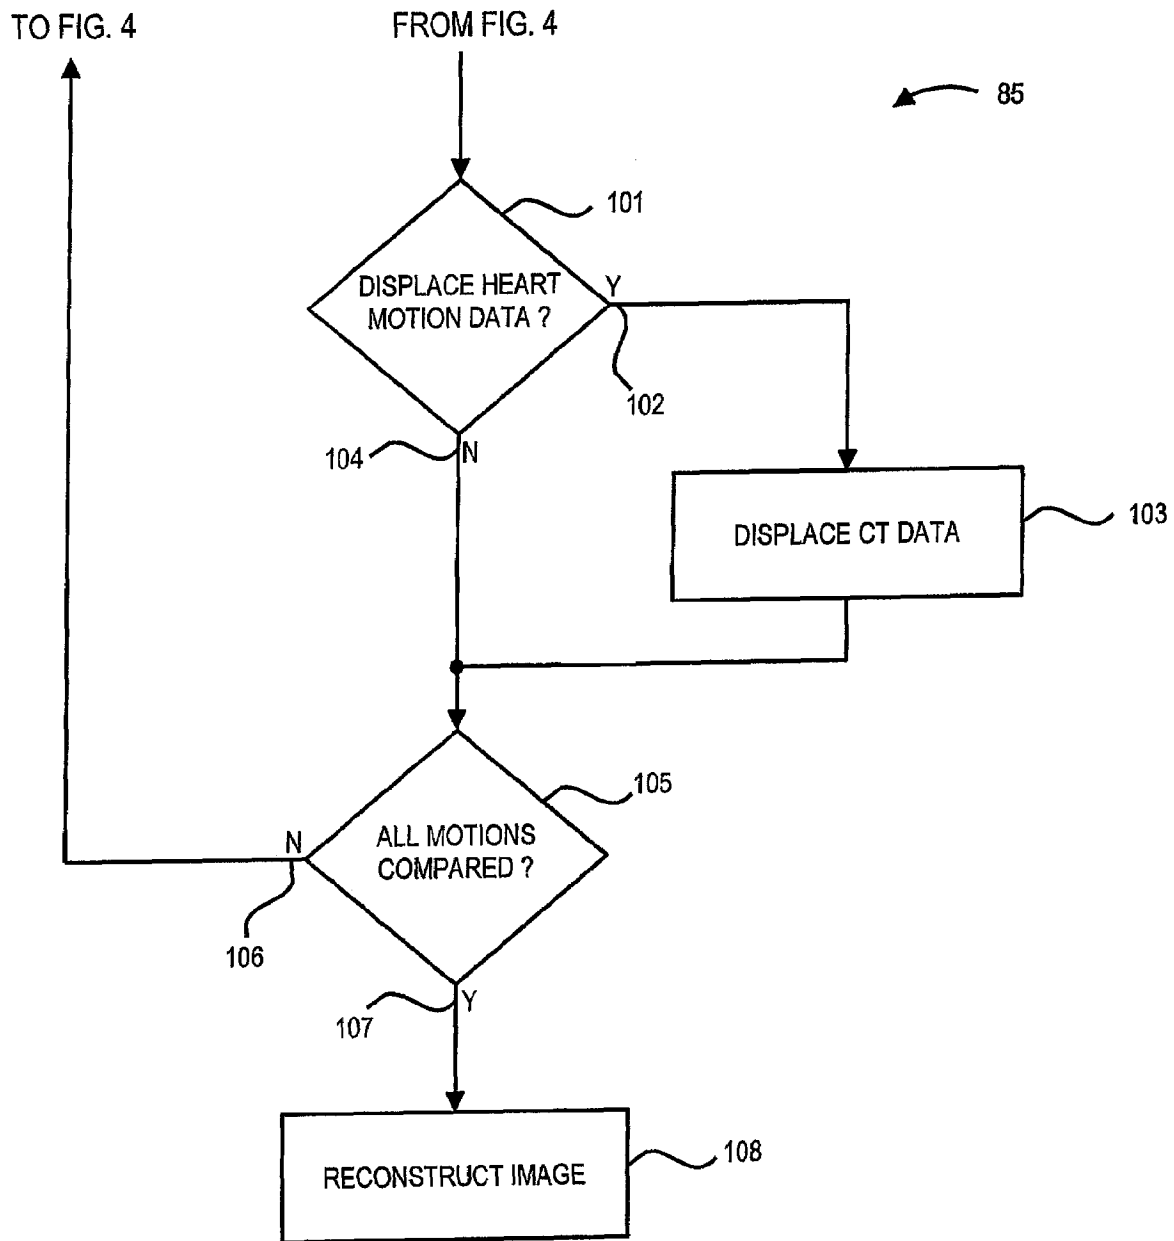 TO FIG. 4
FROM FIG. 4
85
101
DISPLACE HEART
MOTION DATA ?
Y
102
104
N
103
DISPLACE CT DATA
105
ALL MOTIONS
COMPARED ?
N
106
107
Y
108
RECONSTRUCT IMAGE